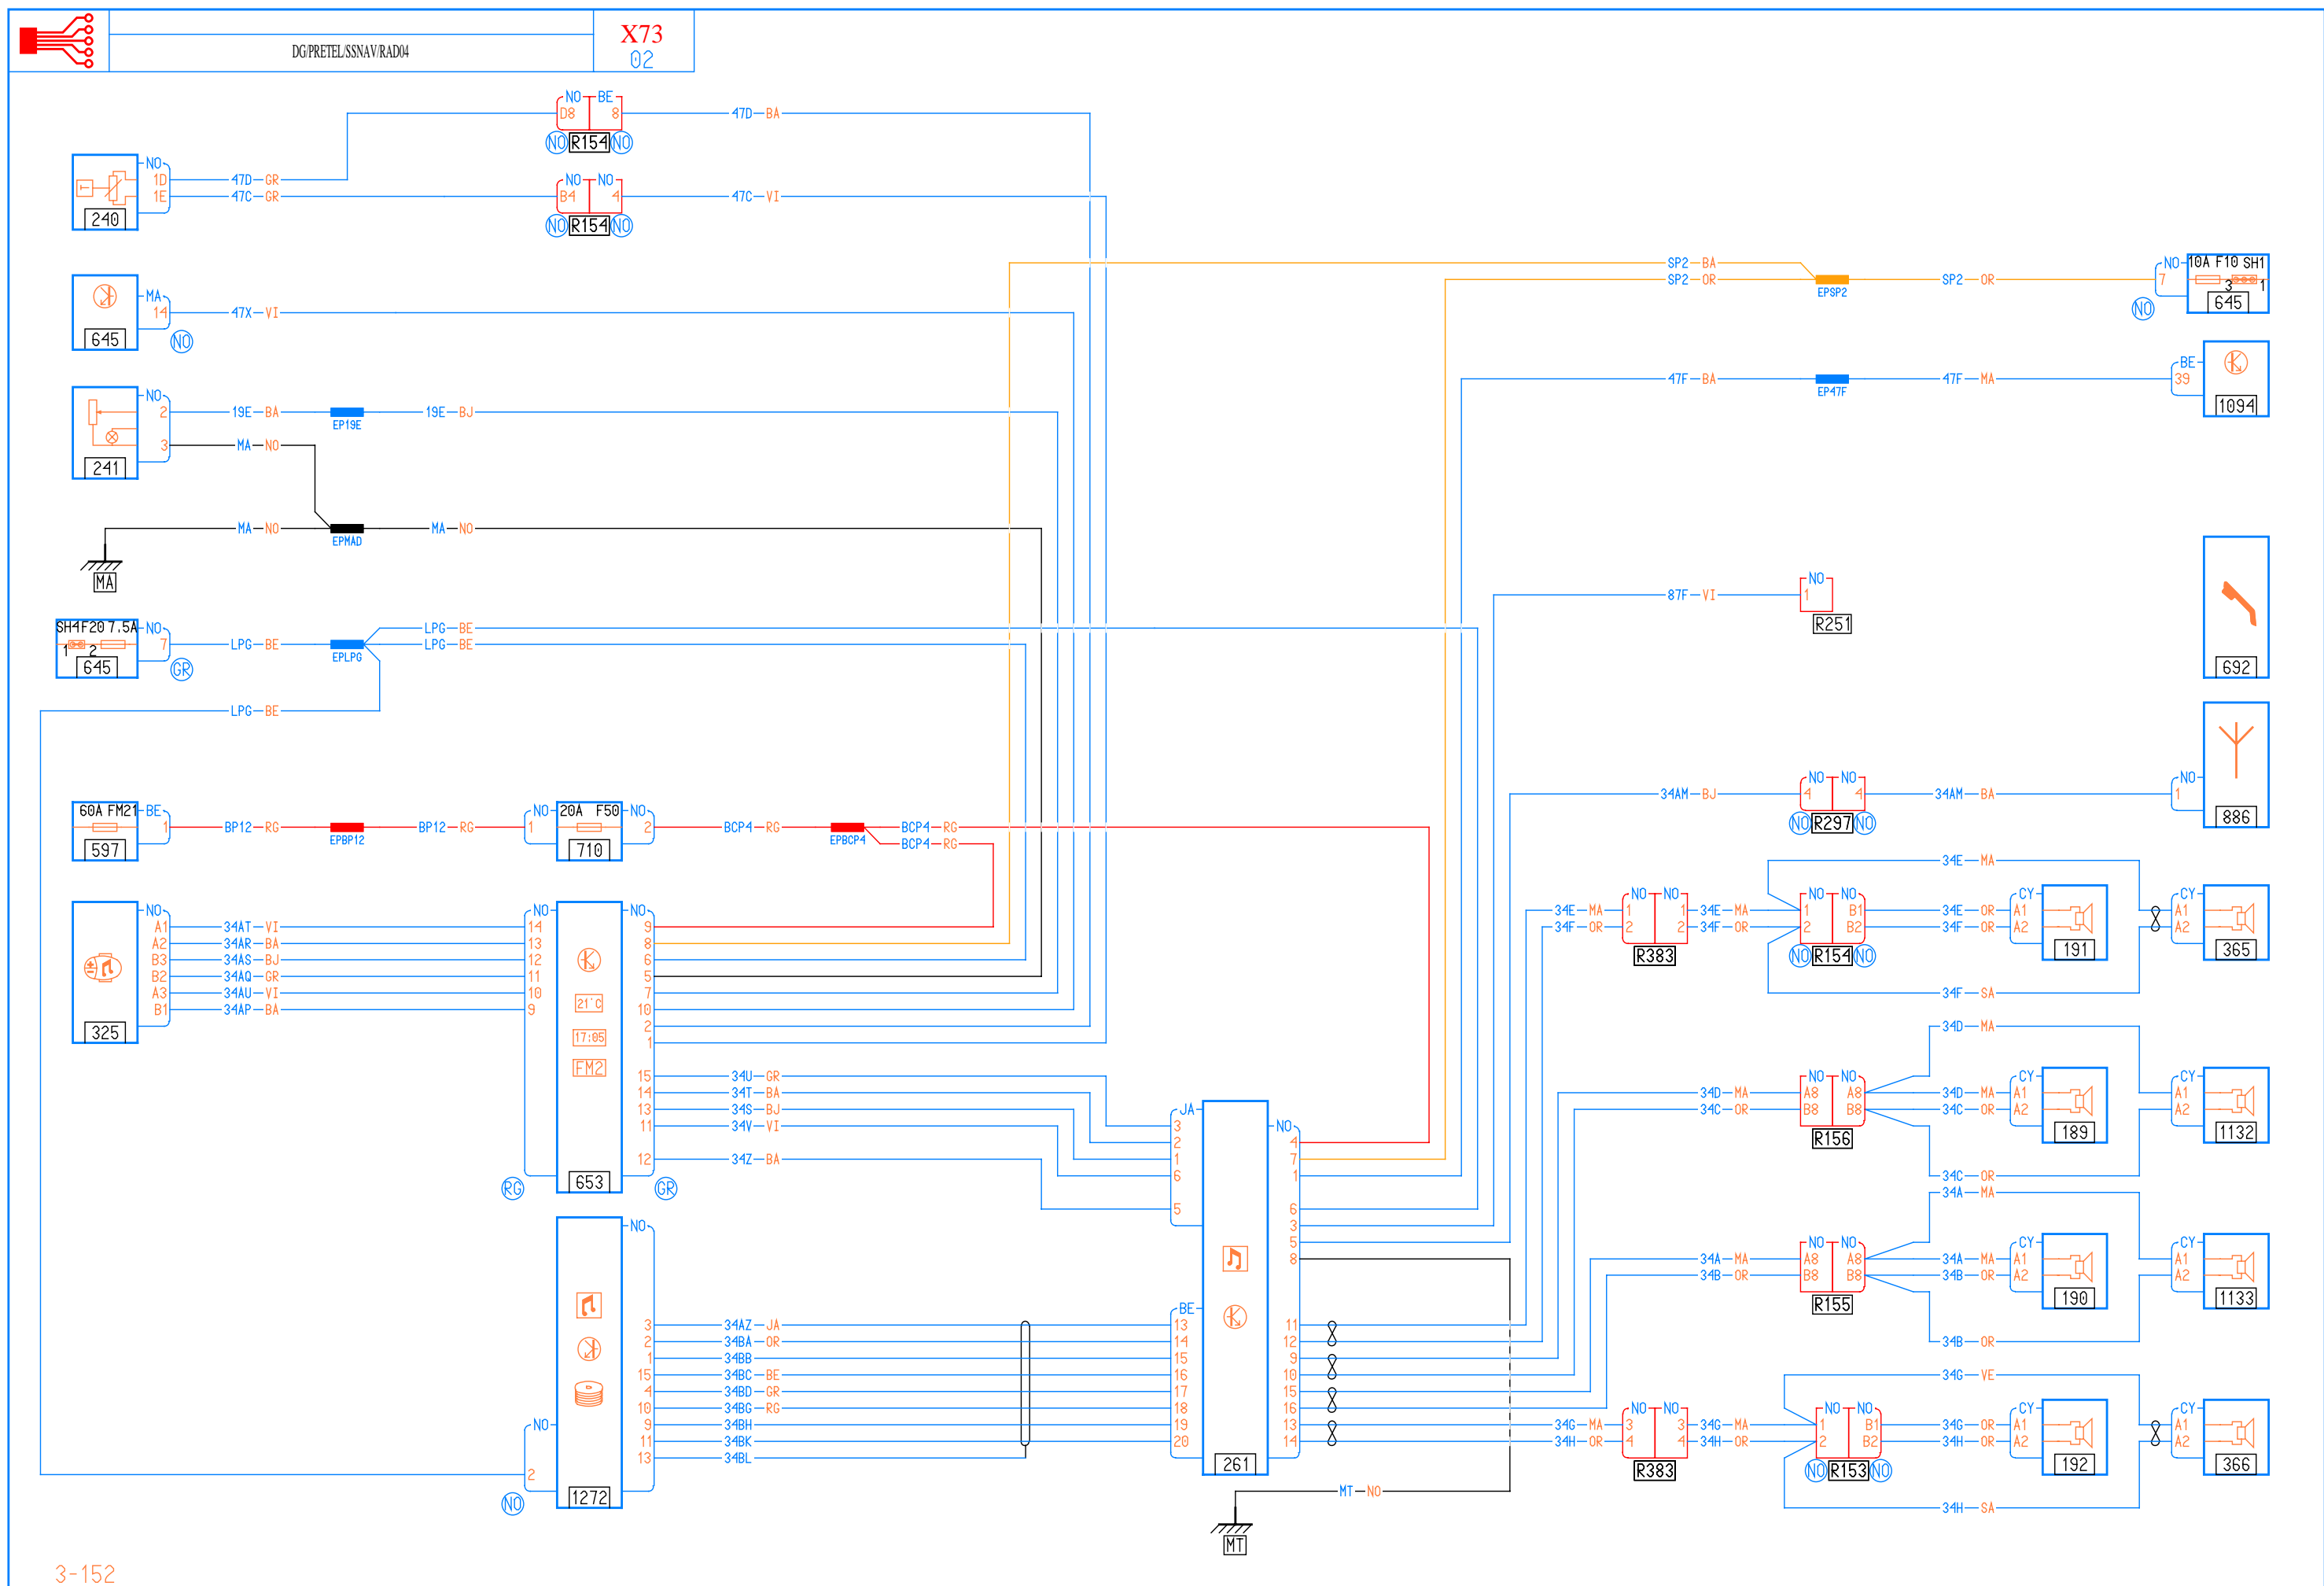 DG/PRETEL/SSNAV/RAD04
X73
02
NO BE
D8 8
NO R154 NO
47D BA
NO
1D 47D GR
1E 47C GR
240
NO NO
B4 4
NO R154 NO
47C VI
MA
14 47X VI
645
NO
NO
2 19E BA EP19E 19E BJ
3 MA NO
241
MA NO EPMAD MA NO
MA
SH4 F20 7.5A NO
1 2 7
645
GR
LPG BE EPLPG LPG BE
LPG BE
LPG BE
60A FM21 BE
1 BP12 RG EPBP12 BP12 RG
597
NO 20A F50 NO
1 2
710
BCP4 RG EPBCP4 BCP4 RG
BCP4 RG
NO
A1 34AT VI 14
A2 34AR BA 13
B3 34AS BJ 12
B2 34AQ GR 11
A3 34AU VI 10
B1 34AP BA 9
325
NO NO
9
8
6
5
7
10
2
1
21°C
17:05
FM2
15 34U GR 3
14 34T BA 2
13 34S BJ 1
11 34V VI 6
12 34Z BA 5
653
RG GR
NO
3 34AZ JA 13
2 34BA OR 14
1 34BB 15
15 34BC BE 16
4 34BD GR 17
10 34BG RG 18
9 34BH 19
11 34BK 20
13 34BL
NO
2
1272
NO
JA
BE
NO
4
7
1
6
3
5
8
11
12
9
10
15
16
13
14
261
MT NO
MT
SP2 BA
SP2 OR EPSP2 SP2 OR
NO 10A F10 SH1
7 3 1
645
NO
47F BA EP47F 47F MA
BE
39
1094
87F VI
NO
1
R251
692
34AM BJ
NO NO
4 4
NO R297 NO
34AM BA
NO
1
886
34E MA
34E MA
34F OR
NO NO
1 1
2 2
R383
34E MA
34F OR
NO NO
1 B1
2 B2
NO R154 NO
34E OR
34F OR
CY
A1
A2
191
CY
A1
A2
365
34F SA
34D MA
34D MA
34C OR
NO NO
A8 A8
B8 B8
R156
34D MA
34C OR
CY
A1
A2
189
CY
A1
A2
1132
34C OR
34A MA
34A MA
34B OR
NO NO
A8 A8
B8 B8
R155
34A MA
34B OR
CY
A1
A2
190
CY
A1
A2
1133
34B OR
34G VE
34G MA
34H OR
NO NO
3 3
4 4
R383
34G MA
34H OR
NO NO
1 B1
2 B2
NO R153 NO
34G OR
34H OR
CY
A1
A2
192
CY
A1
A2
366
34H SA
3-152